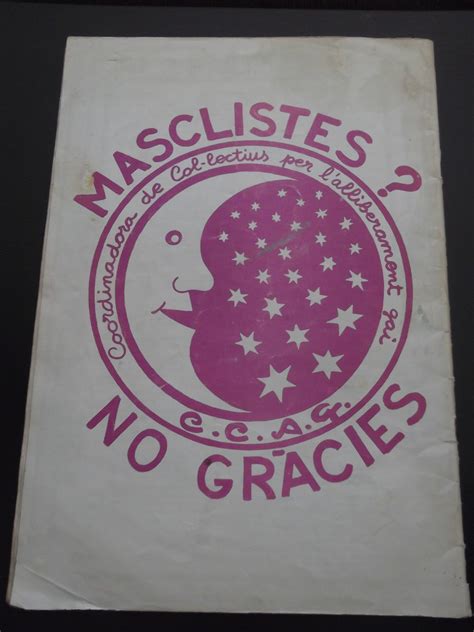 MASCLISTES ?
Coordinadora de Col·lectius per l'alliberament gai
C.C.A.G.
NO GRÀCIES